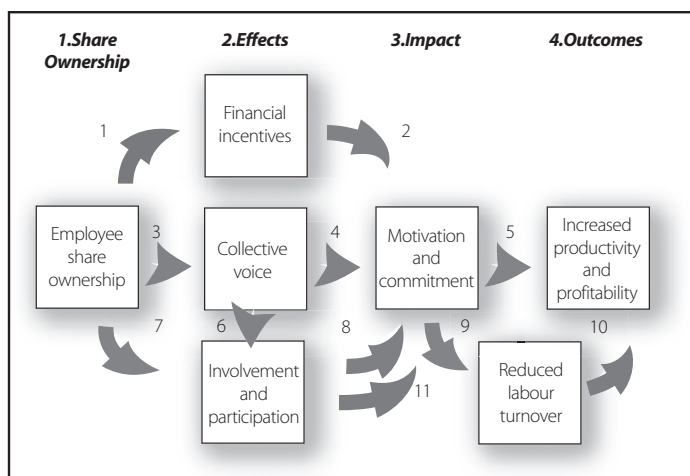 1.Share
Ownership
2.Effects
3.Impact
4.Outcomes
Financial
incentives
1
2
Employee
share
ownership
3
Collective
voice
4
Motivation
and
commitment
5
Increased
productivity
and
profitability
7
6
8
9
10
Involvement
and
participation
11
Reduced
labour
turnover